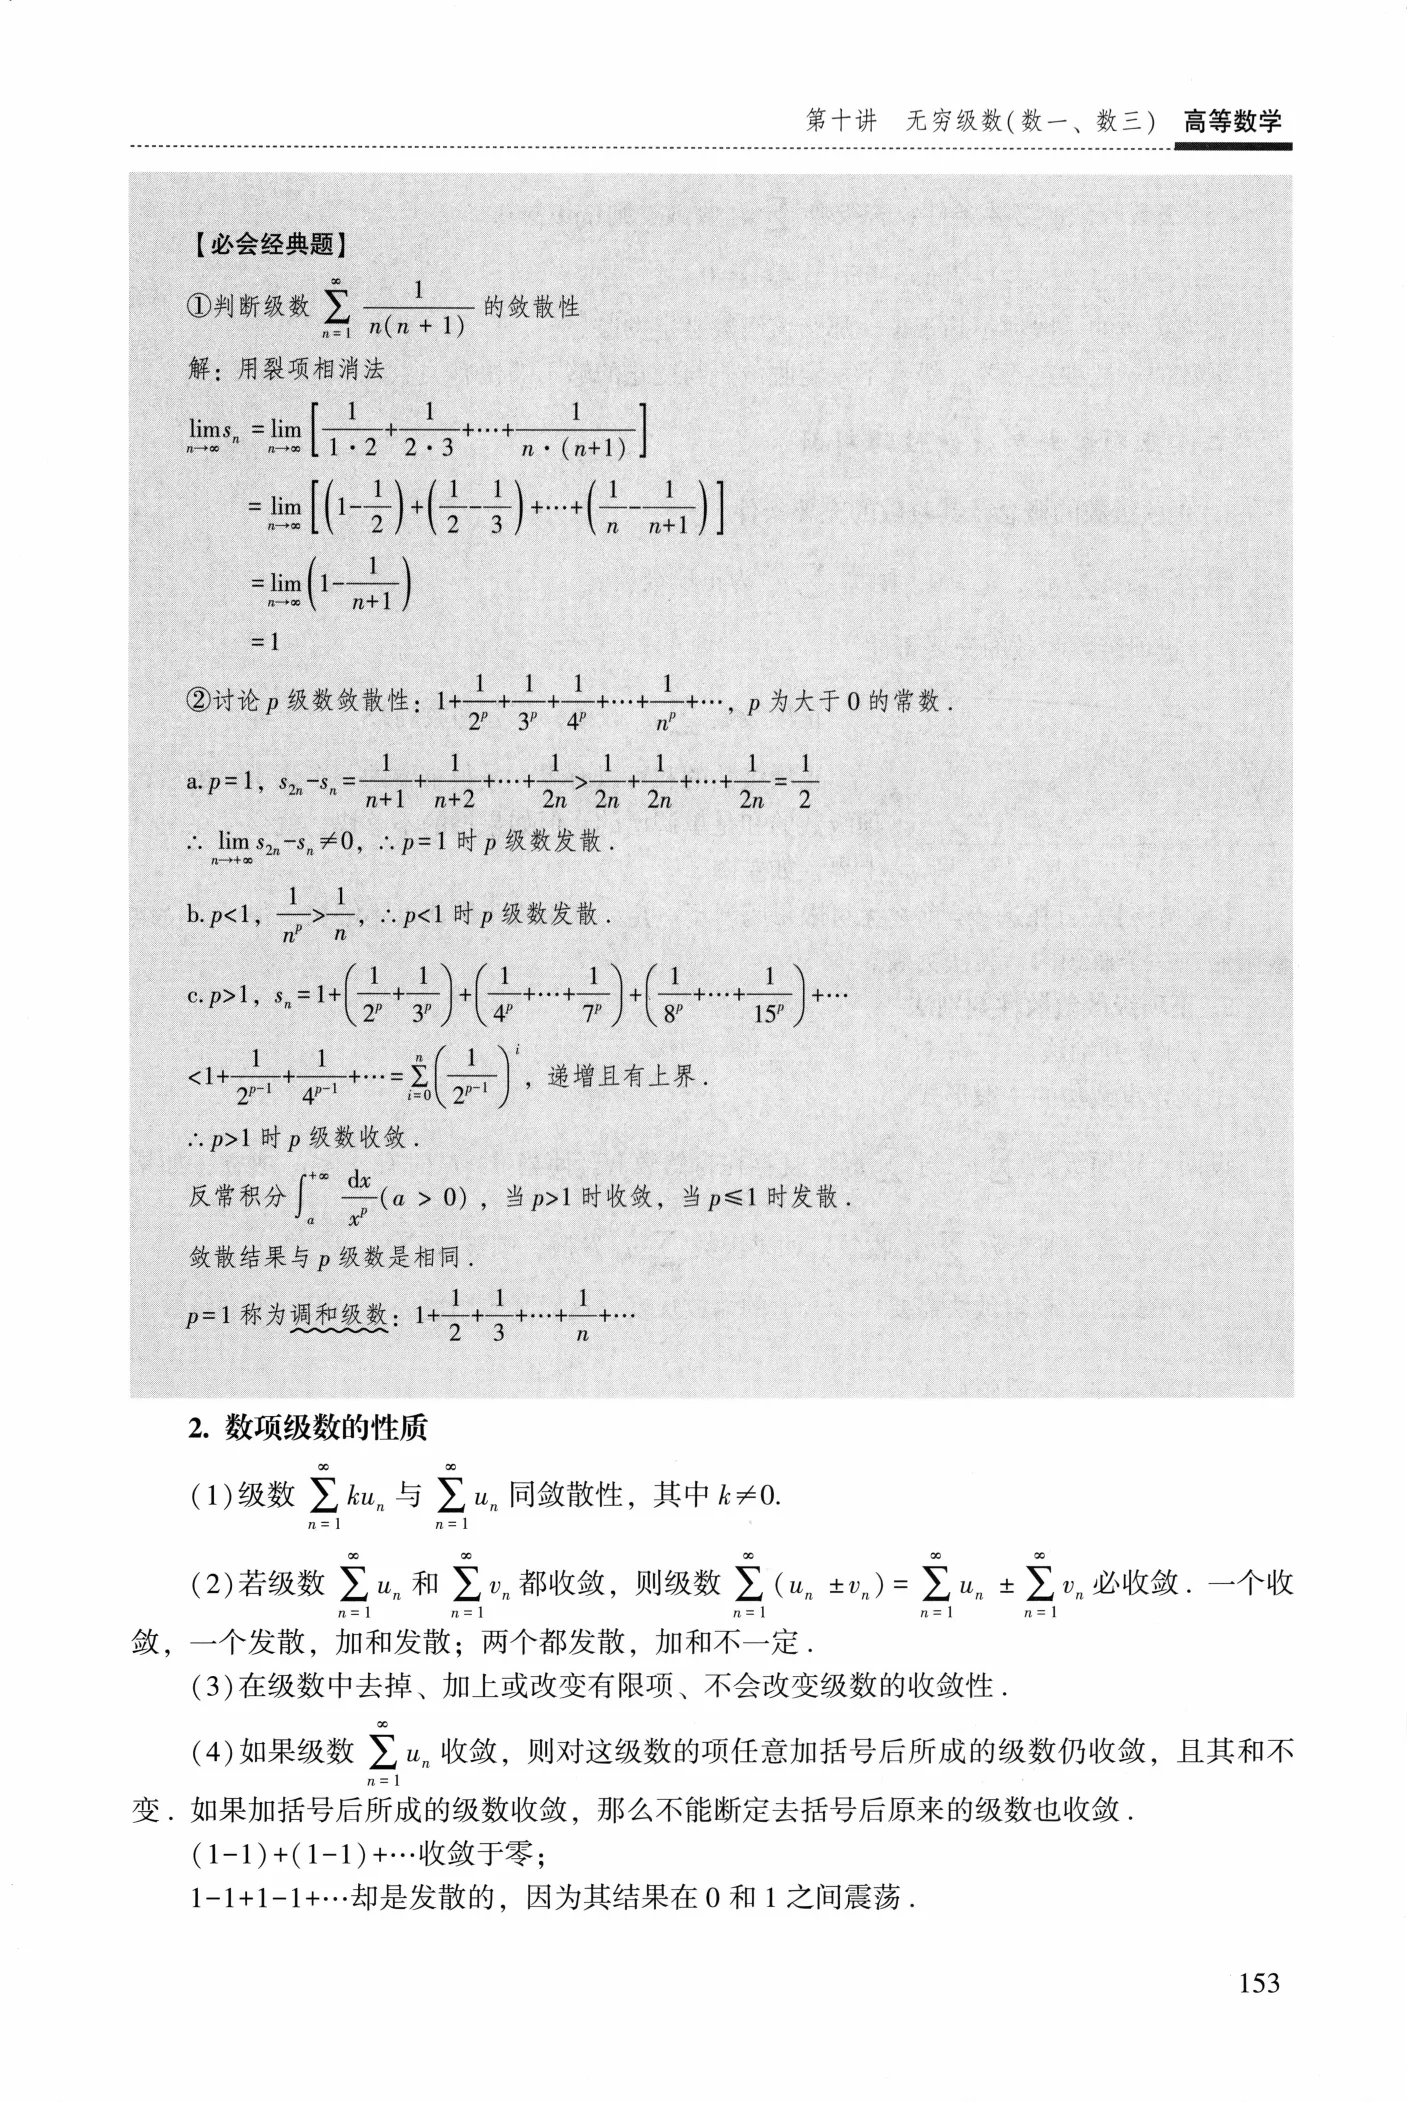 第十讲 无穷级数(数一、数三) 高等数学
【必会经典题】
①判断级数 $\sum_{n=1}^{\infty} \frac{1}{n(n+1)}$ 的敛散性
解：用裂项相消法
$\lim_{n\to\infty} s_n = \lim_{n\to\infty} \left[ \frac{1}{1\cdot 2} + \frac{1}{2\cdot 3} + \cdots + \frac{1}{n\cdot(n+1)} \right]$
$= \lim_{n\to\infty} \left[ \left(1-\frac{1}{2}\right) + \left(\frac{1}{2}-\frac{1}{3}\right) + \cdots + \left(\frac{1}{n}-\frac{1}{n+1}\right) \right]$
$= \lim_{n\to\infty} \left(1-\frac{1}{n+1}\right)$
$=1$
②讨论 p 级数敛散性：$1+\frac{1}{2^p}+\frac{1}{3^p}+\frac{1}{4^p}+\cdots+\frac{1}{n^p}+\cdots$，p 为大于 0 的常数．
a. $p=1$，$s_{2n}-s_n=\frac{1}{n+1}+\frac{1}{n+2}+\cdots+\frac{1}{2n}>\frac{1}{2n}+\frac{1}{2n}+\cdots+\frac{1}{2n}=\frac{1}{2}$
∴ $\lim_{n\to+\infty} s_{2n}-s_n\neq 0$，∴ $p=1$ 时 p 级数发散．
b. $p<1$，$\frac{1}{n^p}>\frac{1}{n}$，∴ $p<1$ 时 p 级数发散．
c. $p>1$，$s_n=1+\left(\frac{1}{2^p}+\frac{1}{3^p}\right)+\left(\frac{1}{4^p}+\cdots+\frac{1}{7^p}\right)+\left(\frac{1}{8^p}+\cdots+\frac{1}{15^p}\right)+\cdots$
$<1+\frac{1}{2^{p-1}}+\frac{1}{4^{p-1}}+\cdots=\sum_{i=0}^{n}\left(\frac{1}{2^{p-1}}\right)^i$，递增且有上界．
∴ $p>1$ 时 p 级数收敛．
反常积分 $\int_a^{+\infty} \frac{dx}{x^p}(a>0)$，当 $p>1$ 时收敛，当 $p\leqslant 1$ 时发散．
敛散结果与 p 级数是相同．
$p=1$ 称为调和级数：$1+\frac{1}{2}+\frac{1}{3}+\cdots+\frac{1}{n}+\cdots$
2. 数项级数的性质
(1)级数 $\sum_{n=1}^{\infty} ku_n$ 与 $\sum_{n=1}^{\infty} u_n$ 同敛散性，其中 $k\neq 0$.
(2)若级数 $\sum_{n=1}^{\infty} u_n$ 和 $\sum_{n=1}^{\infty} v_n$ 都收敛，则级数 $\sum_{n=1}^{\infty}(u_n\pm v_n)=\sum_{n=1}^{\infty} u_n\pm\sum_{n=1}^{\infty} v_n$ 必收敛．一个收
敛，一个发散，加和发散；两个都发散，加和不一定．
(3)在级数中去掉、加上或改变有限项、不会改变级数的收敛性．
(4)如果级数 $\sum_{n=1}^{\infty} u_n$ 收敛，则对这级数的项任意加括号后所成的级数仍收敛，且其和不
变．如果加括号后所成的级数收敛，那么不能断定去括号后原来的级数也收敛．
(1-1)+(1-1)+⋯收敛于零；
1-1+1-1+⋯却是发散的，因为其结果在 0 和 1 之间震荡．
153